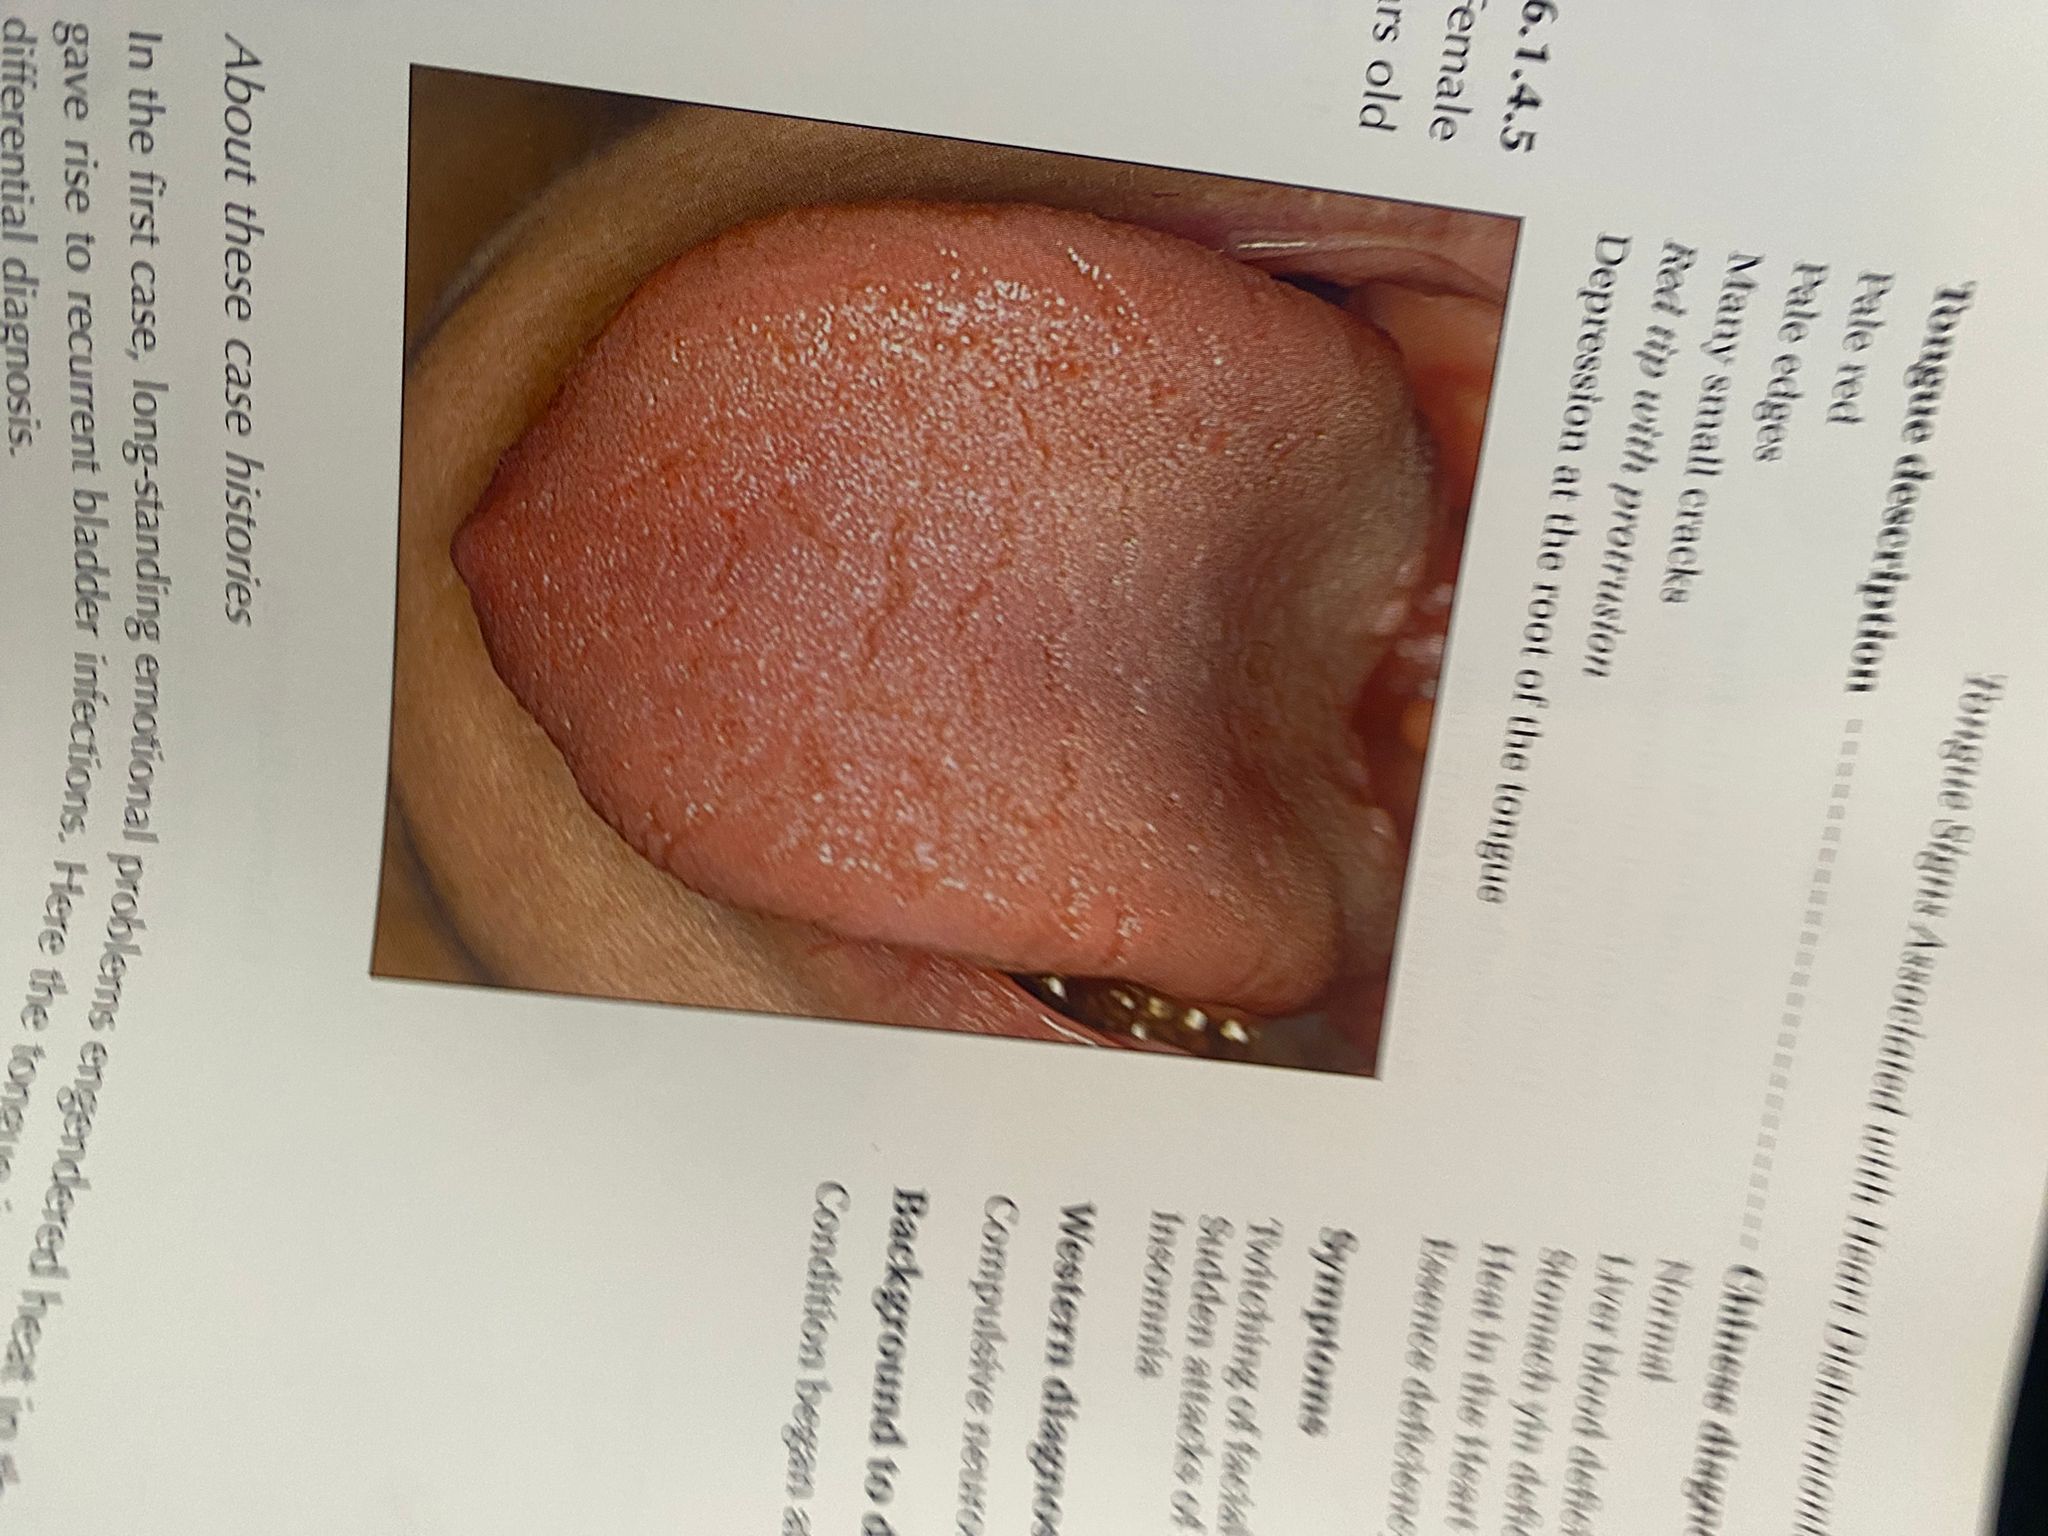 Tongue Signs Associated with Heart Disharmony
Tongue description
Chinese diagn
Pale red
Normal
Pale edges
Liver blood defic
Many small cracks
Stomach yin defic
Red tip with protrusion
Heat in the Heart
Depression at the root of the tongue
Essence deficienc
6.1.4.5
Female
rs old
Symptoms
Twitching of facial
Sudden attacks of
Insomnia
Western diagnos
Compulsive neuro
Background to d
Condition began a
About these case histories
In the first case, long-standing emotional problems engendered heat in
gave rise to recurrent bladder infections. Here the tongue
differential diagnosis.